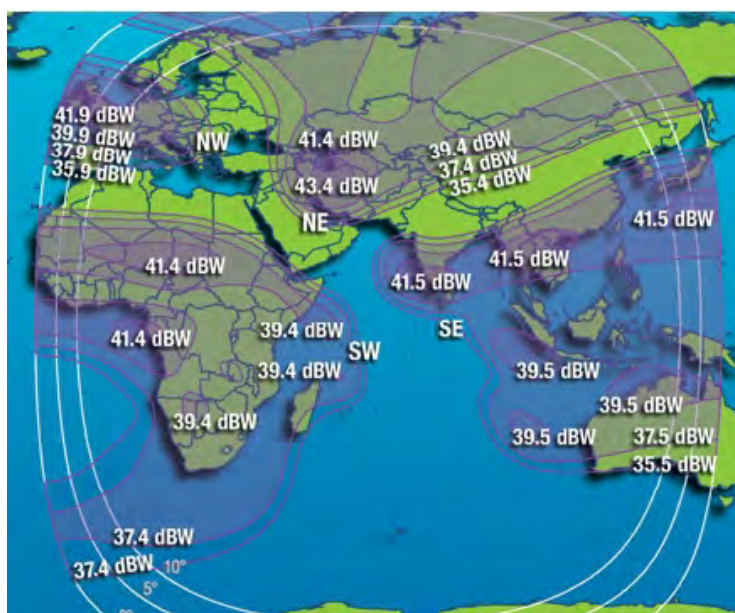 41.9 dBW
39.9 dBW
37.9 dBW
35.9 dBW
NW
41.4 dBW
43.4 dBW
NE
39.4 dBW
37.4 dBW
35.4 dBW
41.5 dBW
41.5 dBW
41.5 dBW
41.4 dBW
41.4 dBW
39.4 dBW
SW
39.4 dBW
39.4 dBW
SE
39.5 dBW
39.5 dBW
39.5 dBW
37.5 dBW
35.5 dBW
37.4 dBW
37.4 dBW
10°
5°